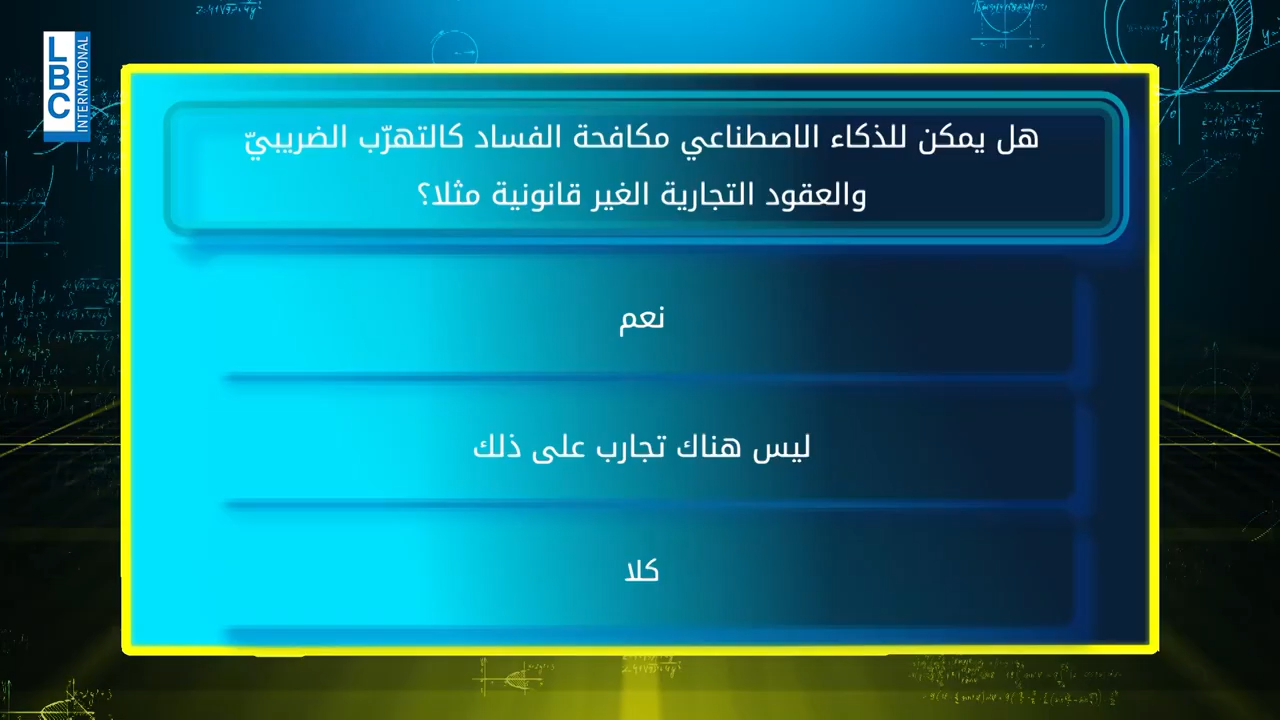 LBC
INTERNATIONAL
هل يمكن للذكاء الاصطناعي مكافحة الفساد كالتهرّب الضريبيّ
والعقود التجارية الغير قانونية مثلا؟
نعم
ليس هناك تجارب على ذلك
كلا